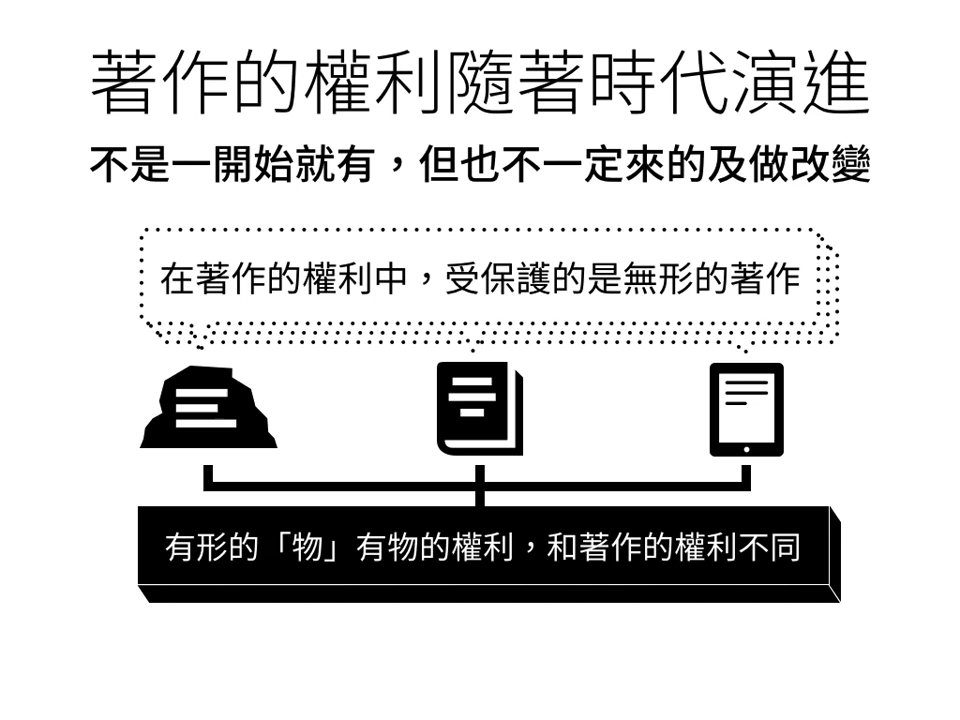 著作的權利隨著時代演進
不是一開始就有，但也不一定來的及做改變
在著作的權利中，受保護的是無形的著作
有形的「物」有物的權利，和著作的權利不同